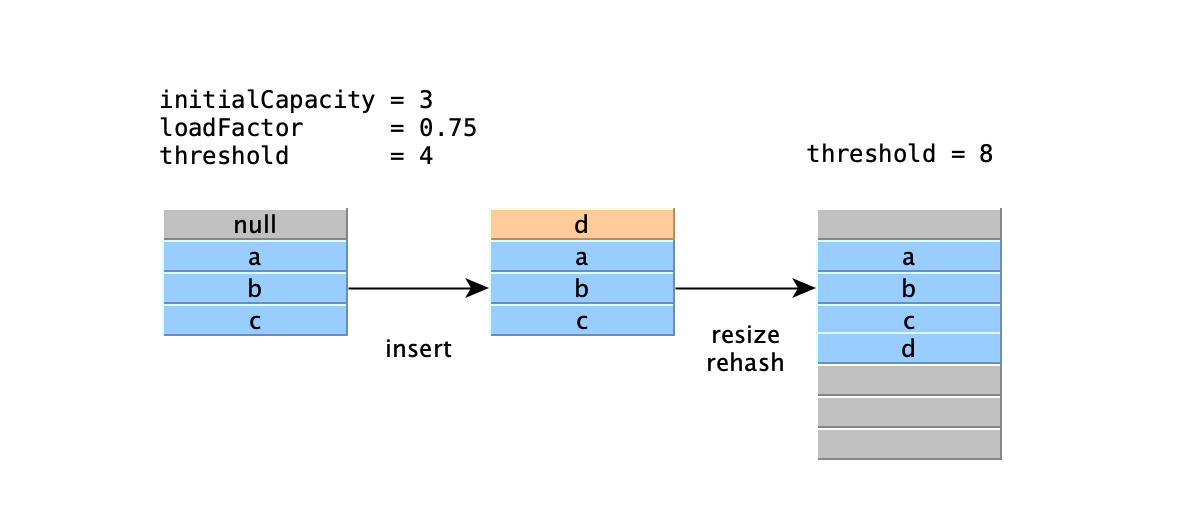 initialCapacity = 3
loadFactor      = 0.75
threshold       = 4
threshold = 8
null
a
b
c
insert
d
a
b
c
resize
rehash
a
b
c
d